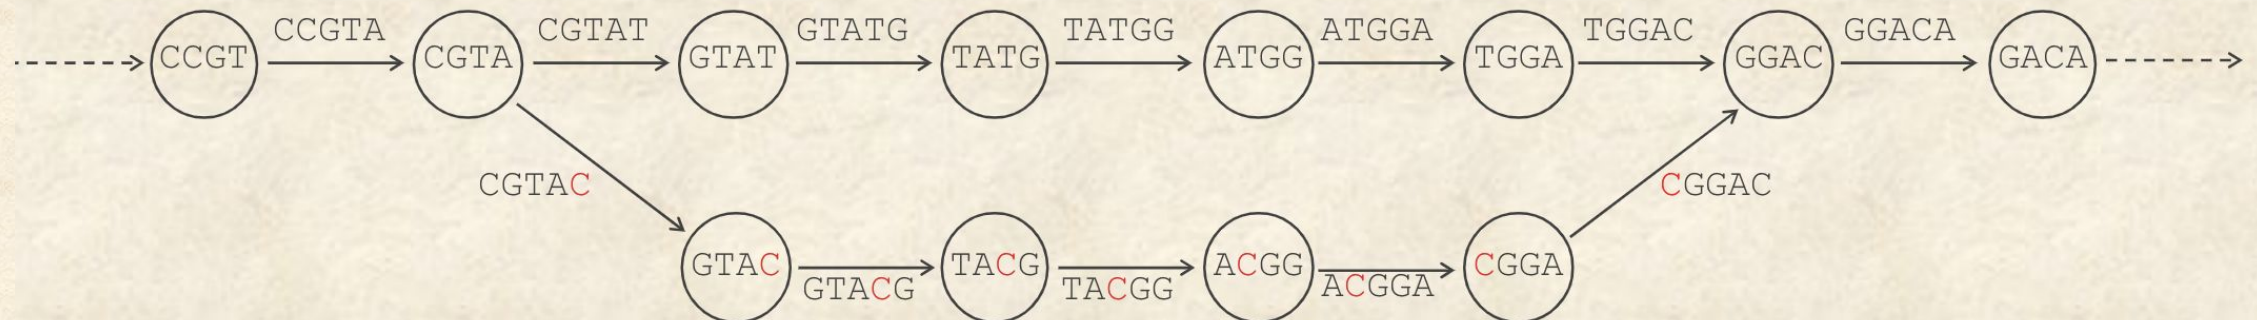 CCGTA CGTAT GTATG TATGG ATGGA TGGAC GGACA
CCGT CGTA GTAT TATG ATGG TGGA GGAC GACA
CGTAC CGGAC
GTAC TACG ACGG CGGA
GTACG TACGG ACGGA